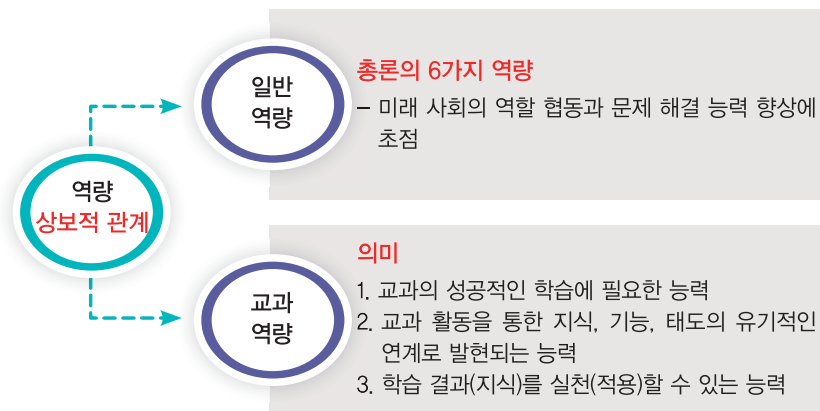 역량
상보적 관계
일반
역량
총론의 6가지 역량
– 미래 사회의 역할 협동과 문제 해결 능력 향상에
초점
교과
역량
의미
1. 교과의 성공적인 학습에 필요한 능력
2. 교과 활동을 통한 지식, 기능, 태도의 유기적인
연계로 발현되는 능력
3. 학습 결과(지식)를 실천(적용)할 수 있는 능력